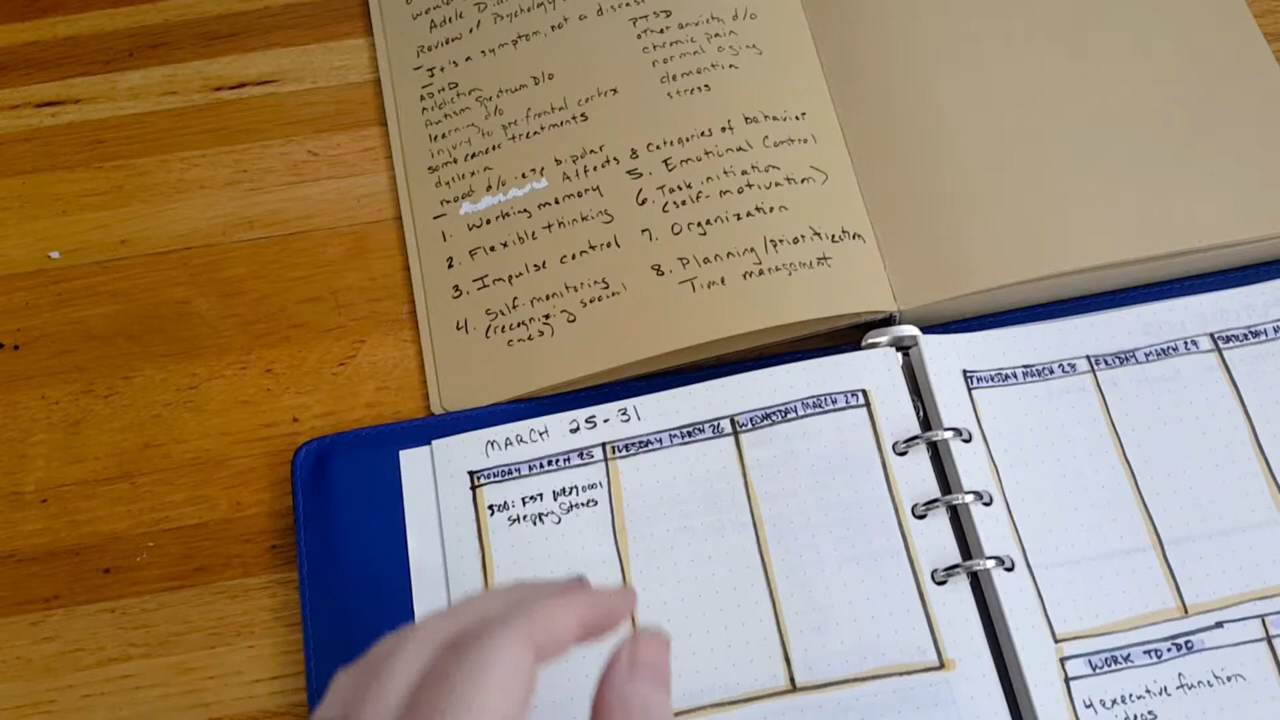 would
Adele
Review of Psychology
- It is a symptom, not a disease
-
ADHD
Addiction
Autism Spectrum D/o
learning d/o
injury to pre-frontal cortex
some cancer treatments
dyslexia
mood d/o - e.g. bipolar
PTSD
other anxiety d/o
chronic pain
normal aging
dementia
stress
- Affects 8 categories of behavior
1. Working memory
2. Flexible thinking
3. Impulse control
4. Self-monitoring
(recognizing social
cues)
5. Emotional Control
6. Task initiation
(self-motivation)
7. Organization
8. Planning/prioritization
Time management
MARCH 25-31
MONDAY MARCH 25
TUESDAY MARCH 26
WEDNESDAY MARCH 27
THURSDAY MARCH 28
FRIDAY MARCH 29
SATURDAY M
FST
Stepping Stones
WORK TO-DO
4 executive function